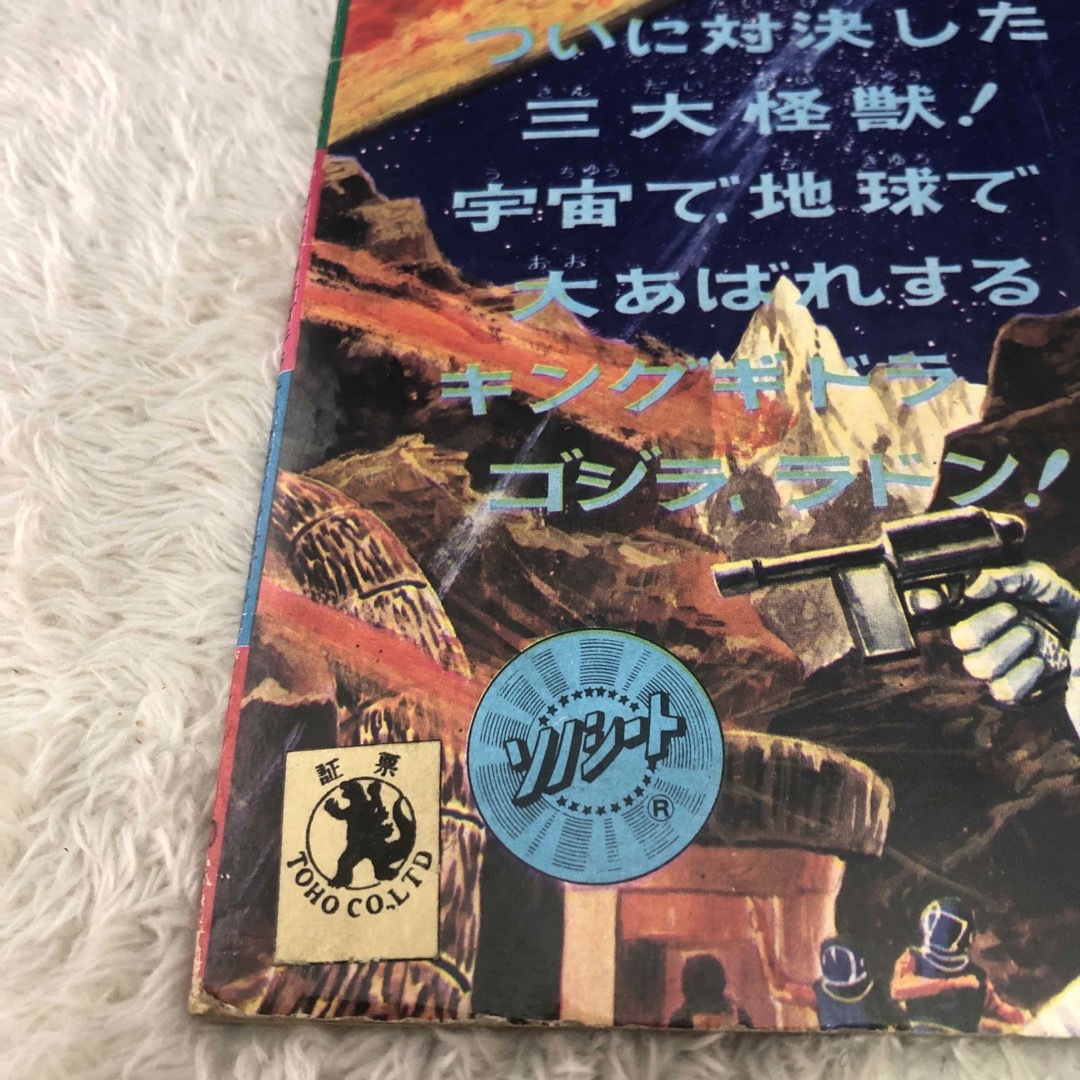 ついに対決した
三大怪獣!
宇宙で、地球で
大あばれする
キングギドラ
ゴジラ、ラドン!
ソノシート
®
証票
TOHO CO.,LTD